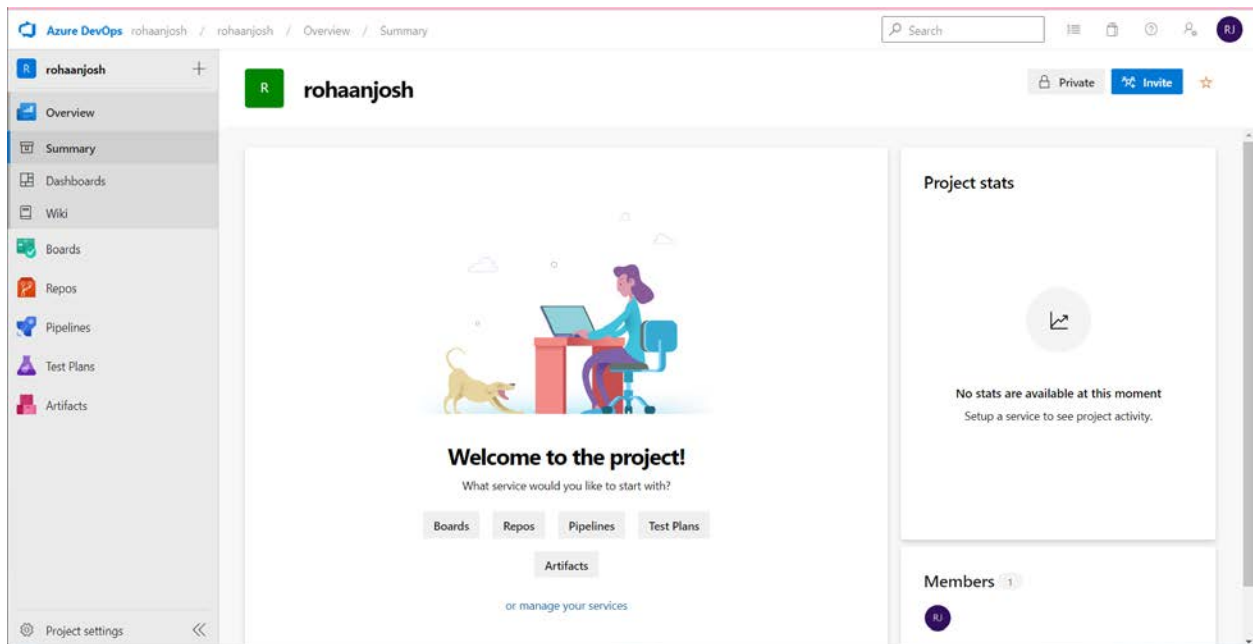 Azure DevOps rohaanjosh / rohaanjosh / Overview / Summary
Search
RJ
R rohaanjosh
Overview
Summary
Dashboards
Wiki
Boards
Repos
Pipelines
Test Plans
Artifacts
Project settings
R rohaanjosh
Private
Invite
Welcome to the project!
What service would you like to start with?
Boards Repos Pipelines Test Plans
Artifacts
or manage your services
Project stats
No stats are available at this moment
Setup a service to see project activity.
Members 1
RJ